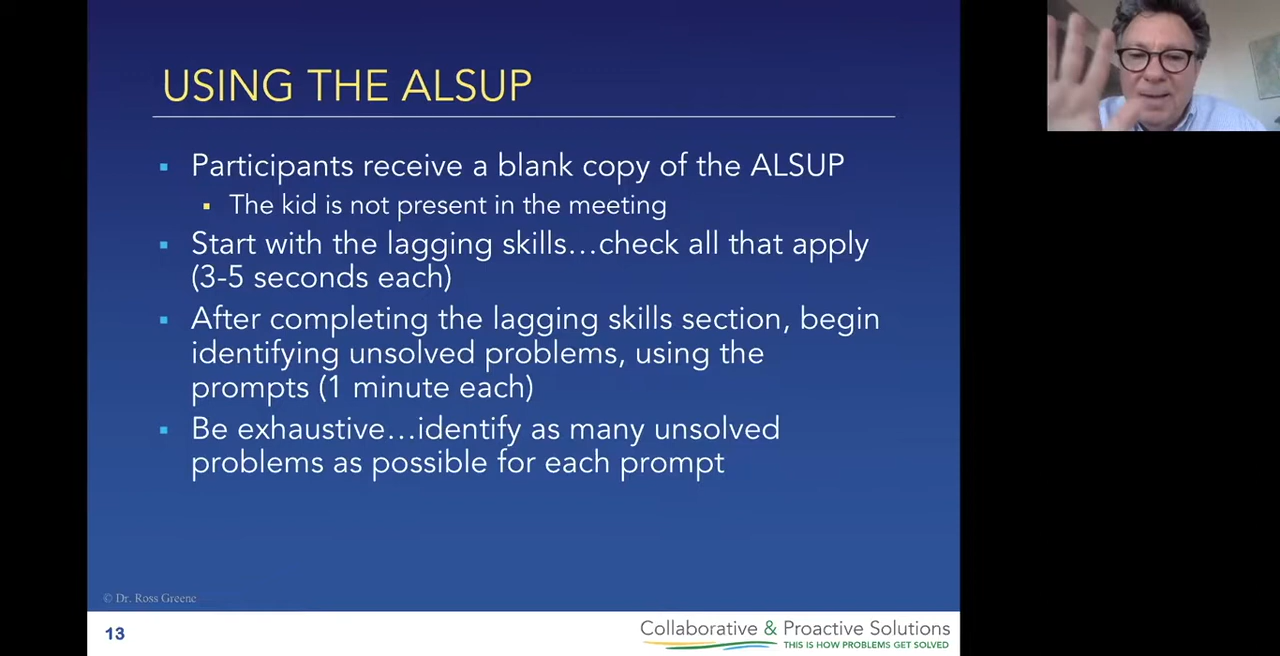 USING THE ALSUP
Participants receive a blank copy of the ALSUP
The kid is not present in the meeting
Start with the lagging skills…check all that apply
(3-5 seconds each)
After completing the lagging skills section, begin
identifying unsolved problems, using the
prompts (1 minute each)
Be exhaustive…identify as many unsolved
problems as possible for each prompt
© Dr. Ross Greene
13
Collaborative & Proactive Solutions
THIS IS HOW PROBLEMS GET SOLVED